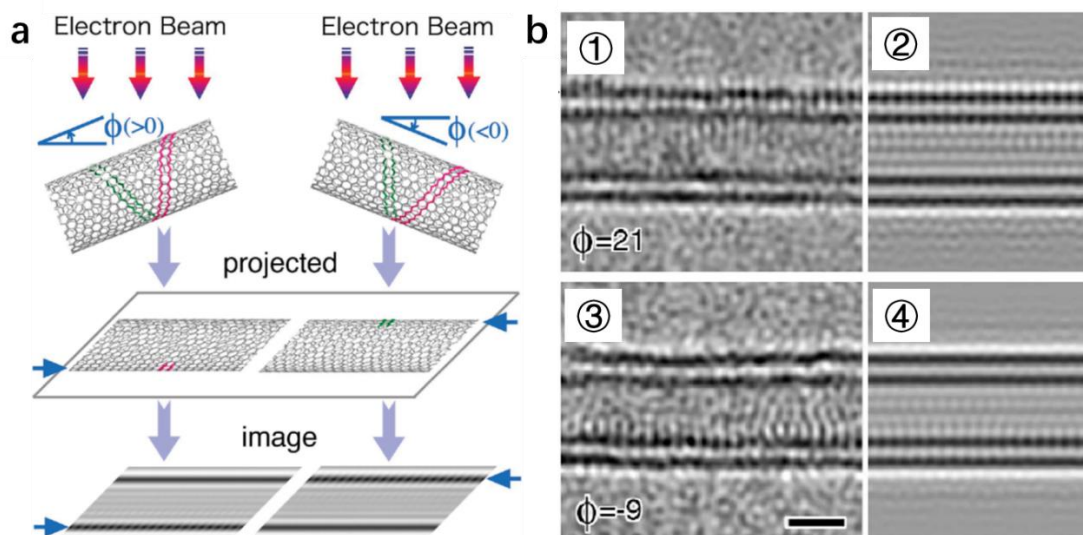 a
Electron Beam
Electron Beam
ϕ(>0)
ϕ(<0)
projected
image
b
①
②
ϕ=21
③
④
ϕ=-9